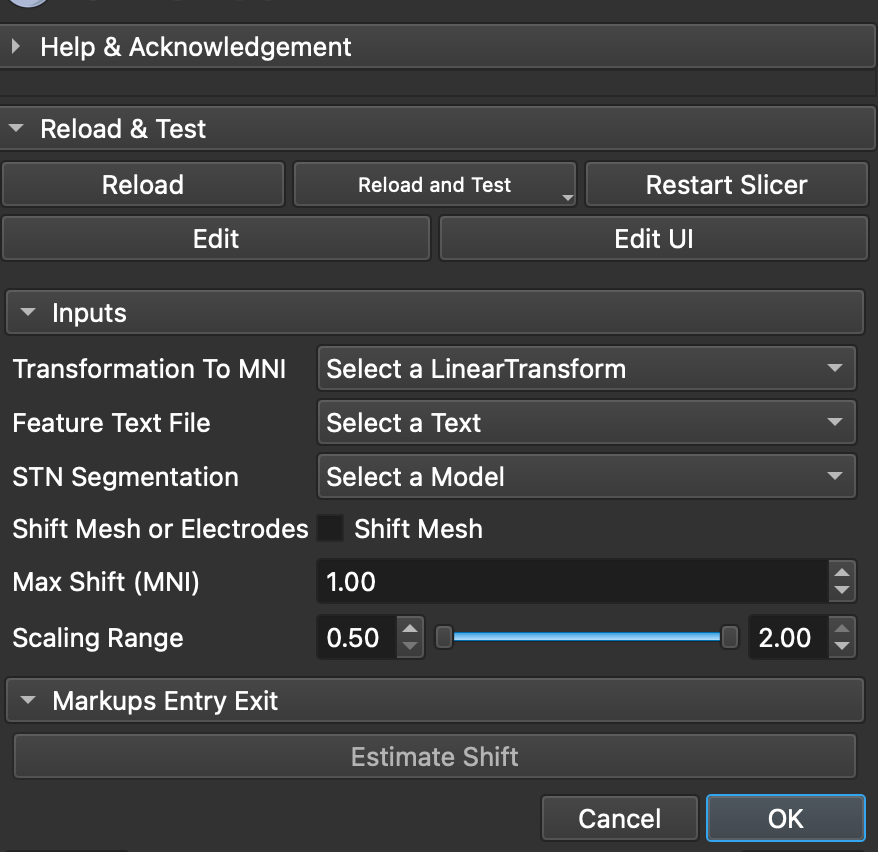 Help & Acknowledgement
Reload & Test
Reload Reload and Test Restart Slicer
Edit Edit UI
Inputs
Transformation To MNI Select a LinearTransform
Feature Text File Select a Text
STN Segmentation Select a Model
Shift Mesh or Electrodes Shift Mesh
Max Shift (MNI) 1.00
Scaling Range 0.50 2.00
Markups Entry Exit
Estimate Shift
Cancel OK